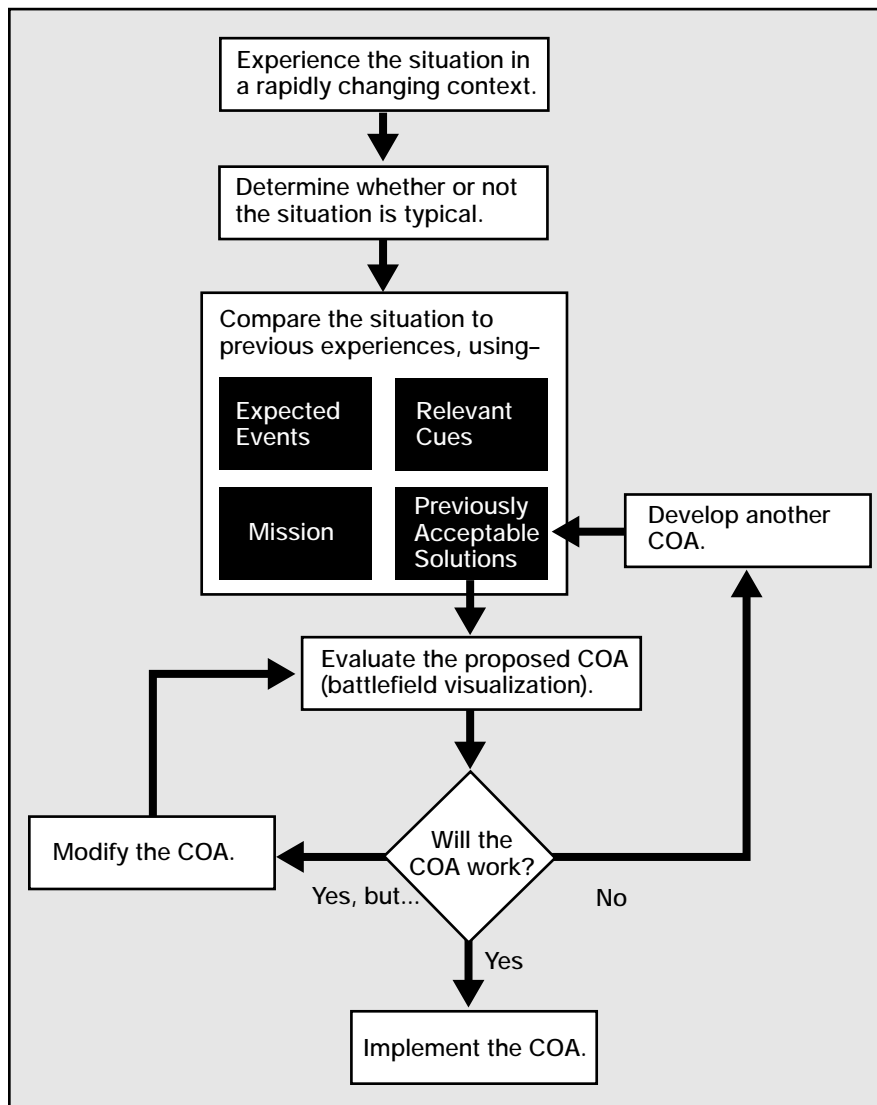 Experience the situation in
a rapidly changing context.
Determine whether or not
the situation is typical.
Compare the situation to
previous experiences, using–
Expected
Events
Relevant
Cues
Mission
Previously
Acceptable
Solutions
Develop another
COA.
Evaluate the proposed COA
(battlefield visualization).
Will the
COA work?
Modify the COA.
Yes, but...
No
Yes
Implement the COA.